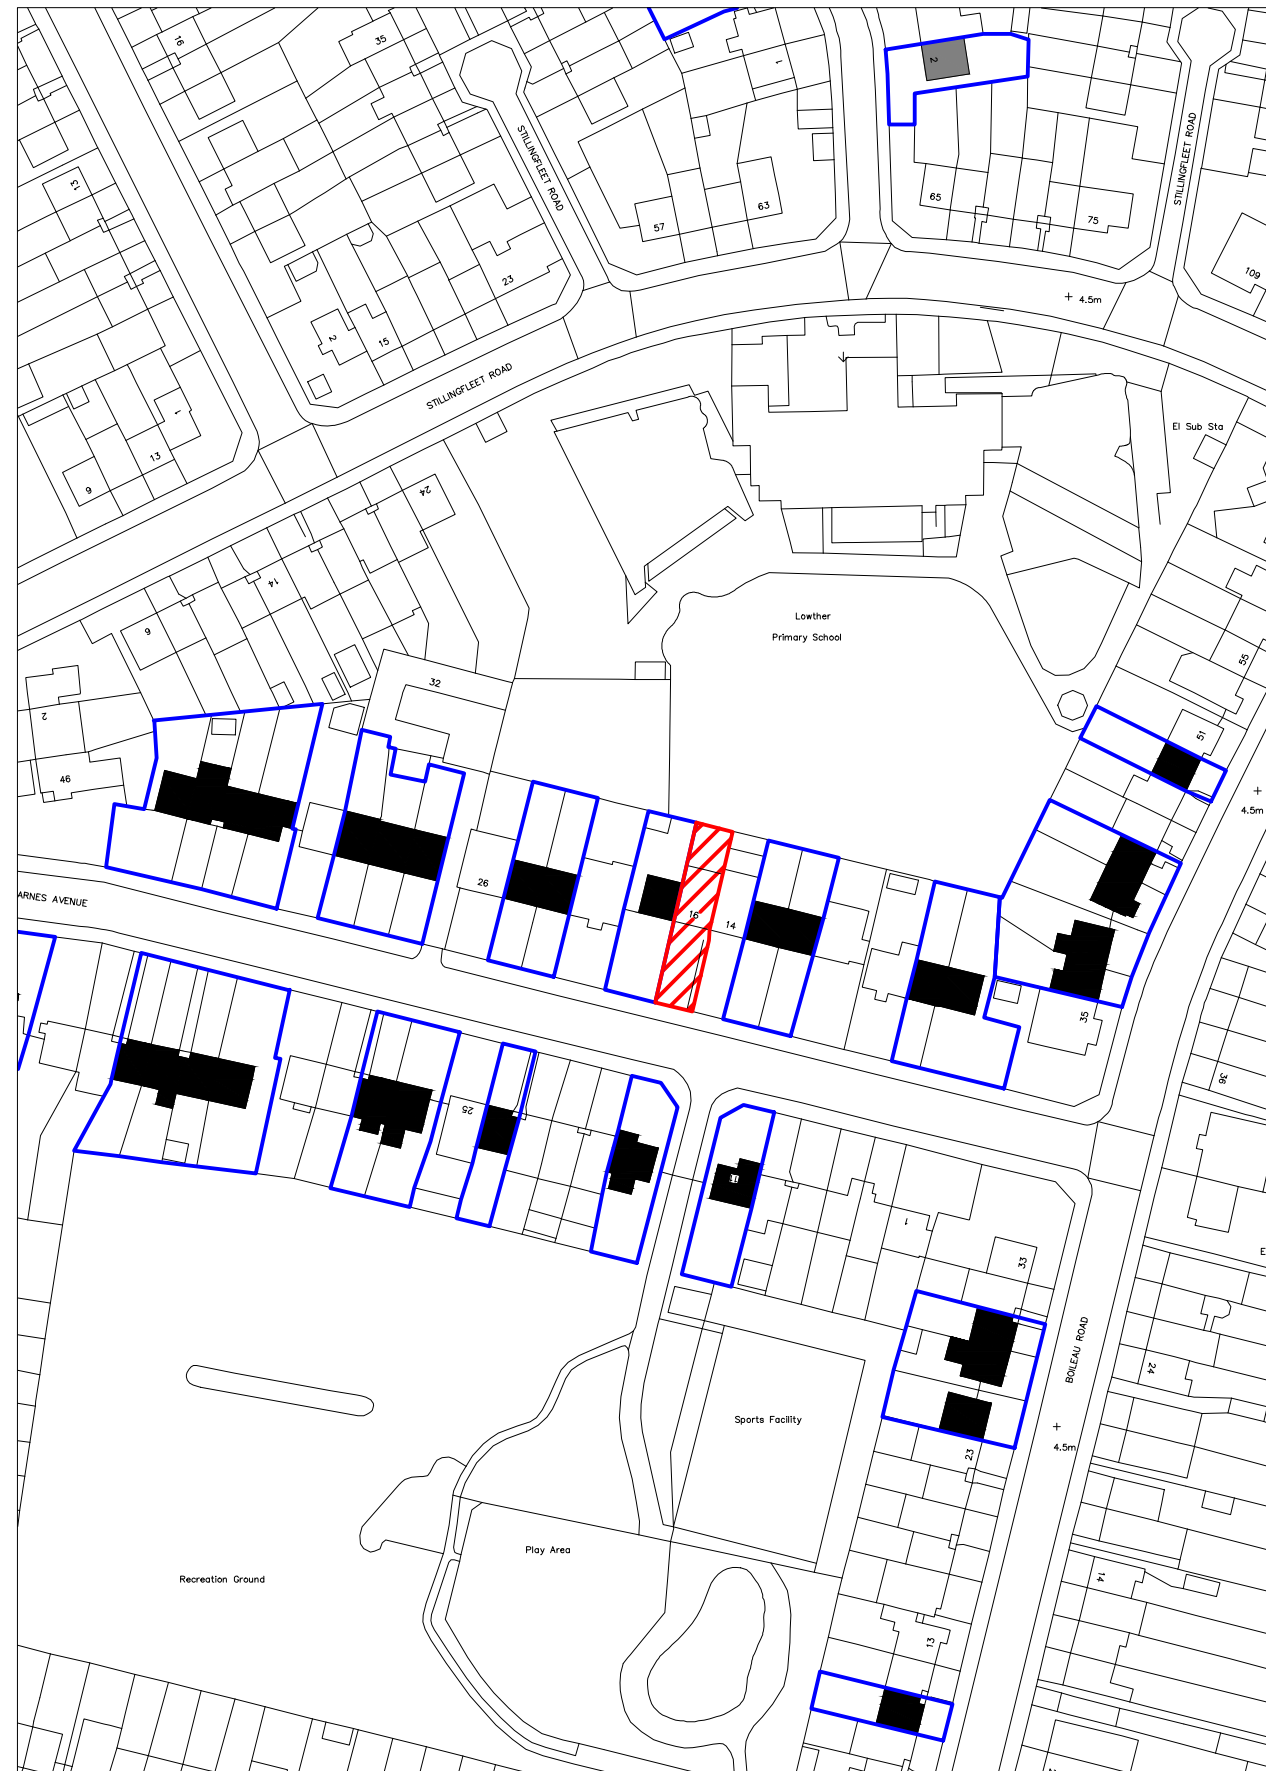 16
35
1
2
STILLINGFLEET ROAD
STILLINGFLEET ROAD
13
65
63
57
75
109
23
4.5m
2
15
STILLINGFLEET ROAD
1
El Sub Sta
13
9
24
14
Lowther
Primary School
9
55
32
2
51
46
4.5m
26
ARNES AVENUE
16
14
35
36
25
11
1
33
BOILEAU ROAD
24
Sports Facility
4.5m
23
Play Area
Recreation Ground
14
13